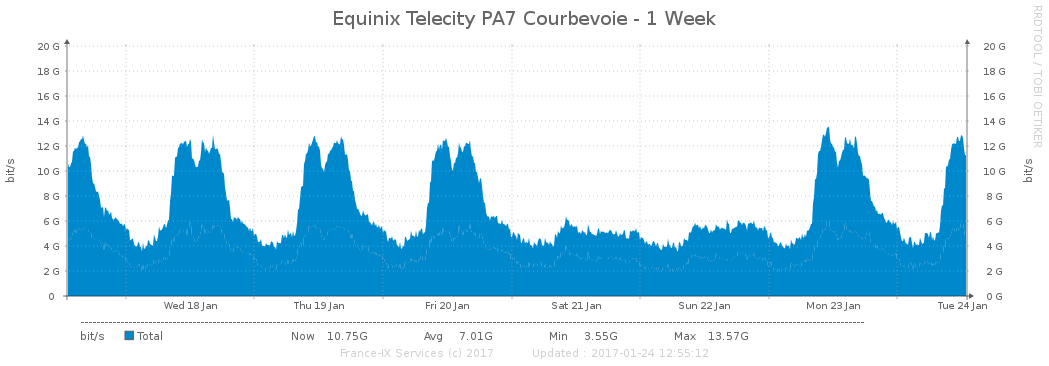 Equinix Telecity PA7 Courbevoie - 1 Week
RRDTOOL / TOBI OETIKER
bit/s
20 G
18 G
16 G
14 G
12 G
10 G
8 G
6 G
4 G
2 G
0
20 G
18 G
16 G
14 G
12 G
10 G
8 G
6 G
4 G
2 G
0 G
bit/s
Wed 18 Jan Thu 19 Jan Fri 20 Jan Sat 21 Jan Sun 22 Jan Mon 23 Jan Tue 24 Jan
bit/s Total Now 10.75G Avg 7.01G Min 3.55G Max 13.57G
France-IX Services (c) 2017 Updated : 2017-01-24 12:55:12